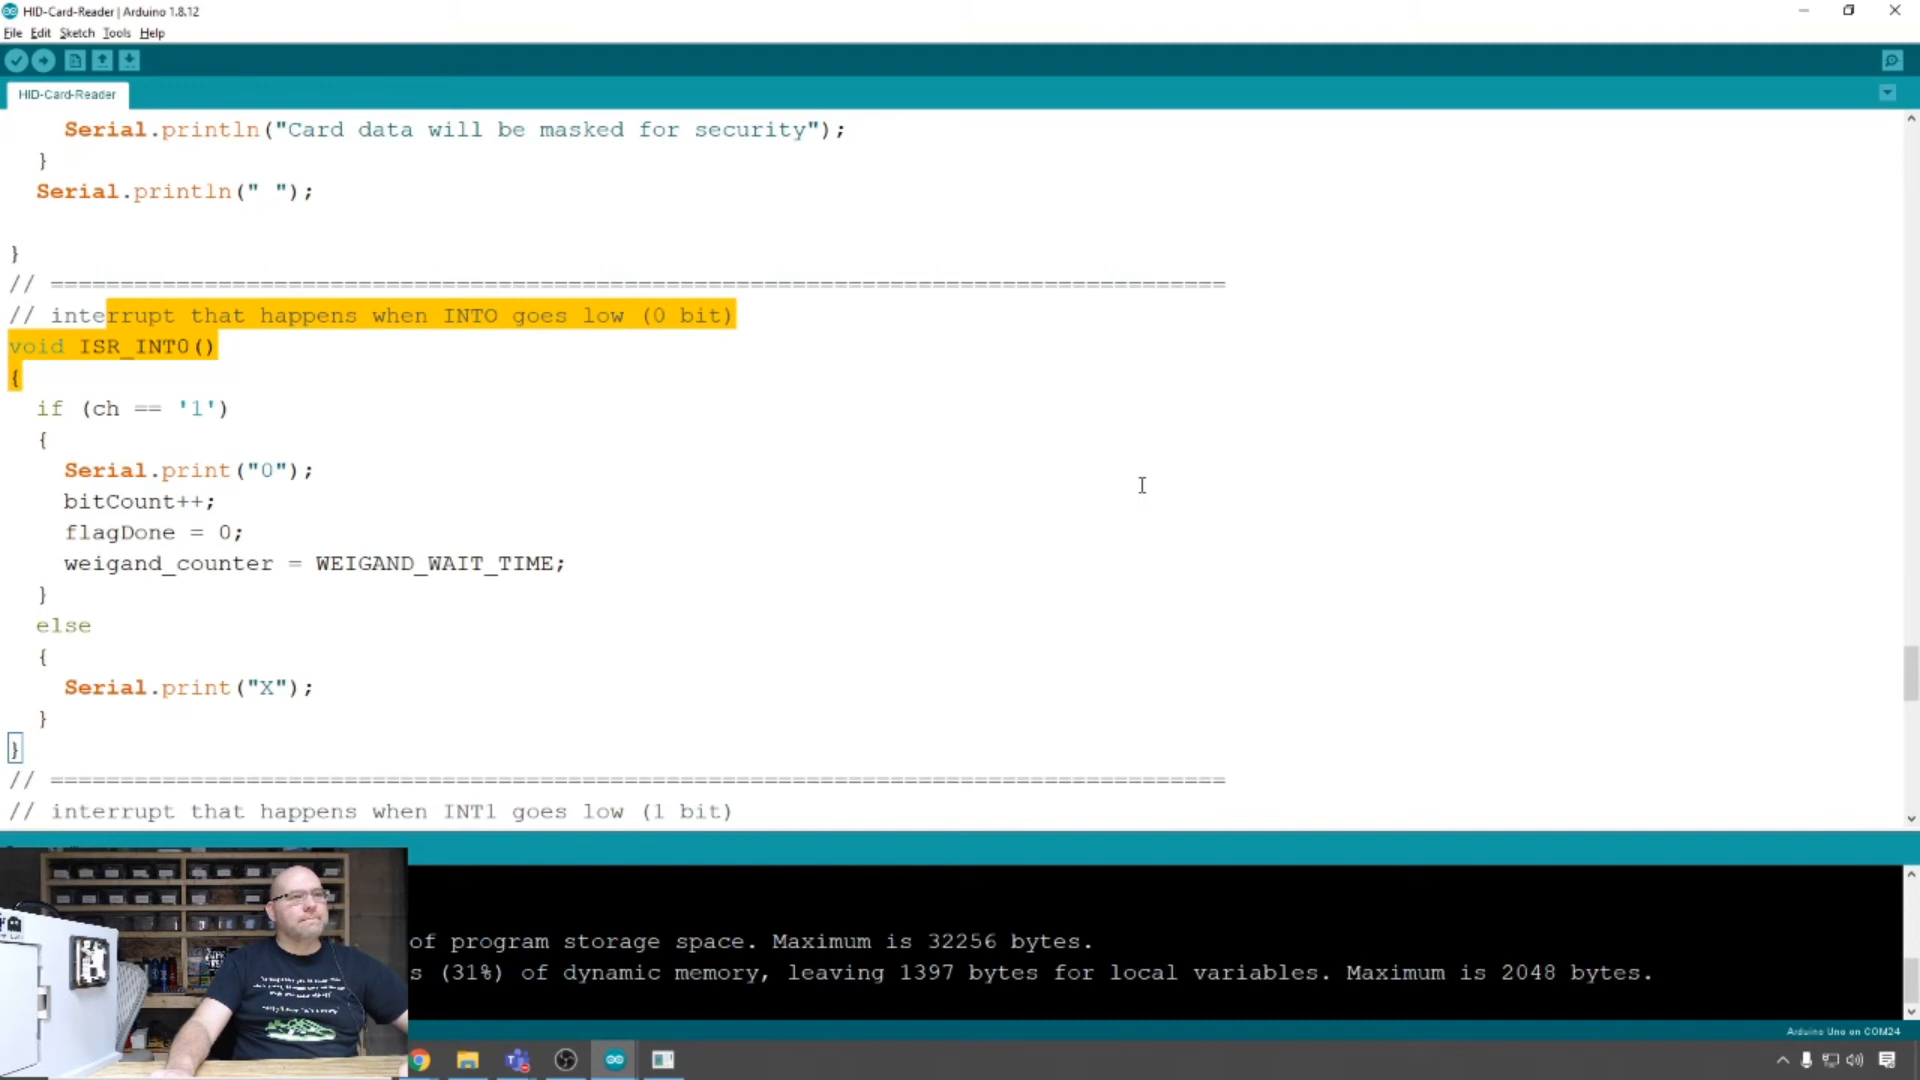 HID-Card-Reader | Arduino 1.8.12
File Edit Sketch Tools Help
HID-Card-Reader
Serial.println("Card data will be masked for security");
}
Serial.println(" ");
}
// =====================================================================================
// interrupt that happens when INT0 goes low (0 bit)
void ISR_INT0()
{
if (ch == '1')
{
Serial.print("0");
bitCount++;
flagDone = 0;
weigand_counter = WEIGAND_WAIT_TIME;
}
else
{
Serial.print("X");
}
}
// =====================================================================================
// interrupt that happens when INT1 goes low (1 bit)
of program storage space. Maximum is 32256 bytes.
s (31%) of dynamic memory, leaving 1397 bytes for local variables. Maximum is 2048 bytes.
Arduino Uno on COM24